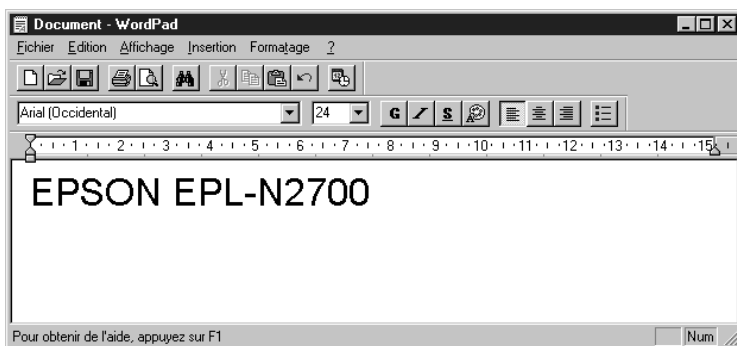 Document - WordPad
Fichier Edition Affichage Insertion Formatage ?
Arial (Occidental) 24 G I S
1 2 3 4 5 6 7 8 9 10 11 12 13 14 15
EPSON EPL-N2700
Pour obtenir de l'aide, appuyez sur F1 Num